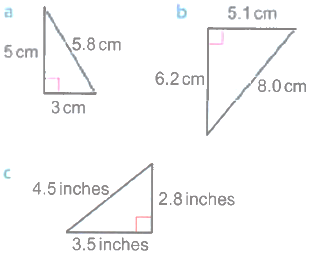 a
5 cm
5.8 cm
3 cm
b
5.1 cm
6.2 cm
8.0 cm
c
4.5 inches
2.8 inches
3.5 inches